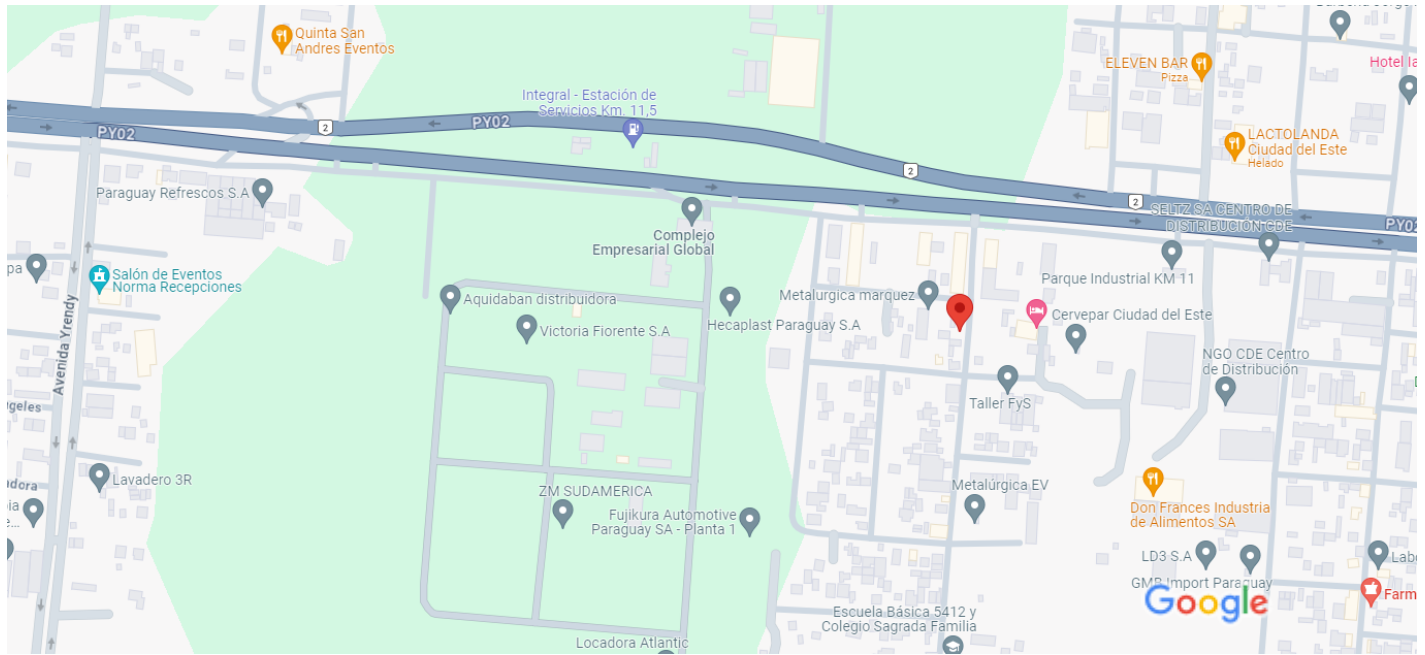 Quinta San
Andres Eventos
ELEVEN BAR
Pizza
Integral - Estación de
Servicios Km. 11,5
PY02
2
PY02
LACTOLANDA
Ciudad del Este
Helado
2
2
PY02
Paraguay Refrescos S.A
SELTZ SA CENTRO DE
DISTRIBUCIÓN CDE
Complejo
Empresarial Global
Salón de Eventos
Norma Recepciones
Parque Industrial KM 11
Aquidaban distribuidora
Metalurgica marquez
Victoria Fiorente S.A
Hecaplast Paraguay S.A
Cervepar Ciudad del Este
Avenida Yrendy
NGO CDE Centro
de Distribución
Taller FyS
Lavadero 3R
ZM SUDAMERICA
Metalúrgica EV
Fujikura Automotive
Paraguay SA - Planta 1
Don Frances Industria
de Alimentos SA
LD3 S.A
GMB Import Paraguay
Google
Escuela Básica 5412 y
Colegio Sagrada Familia
Locadora Atlantic